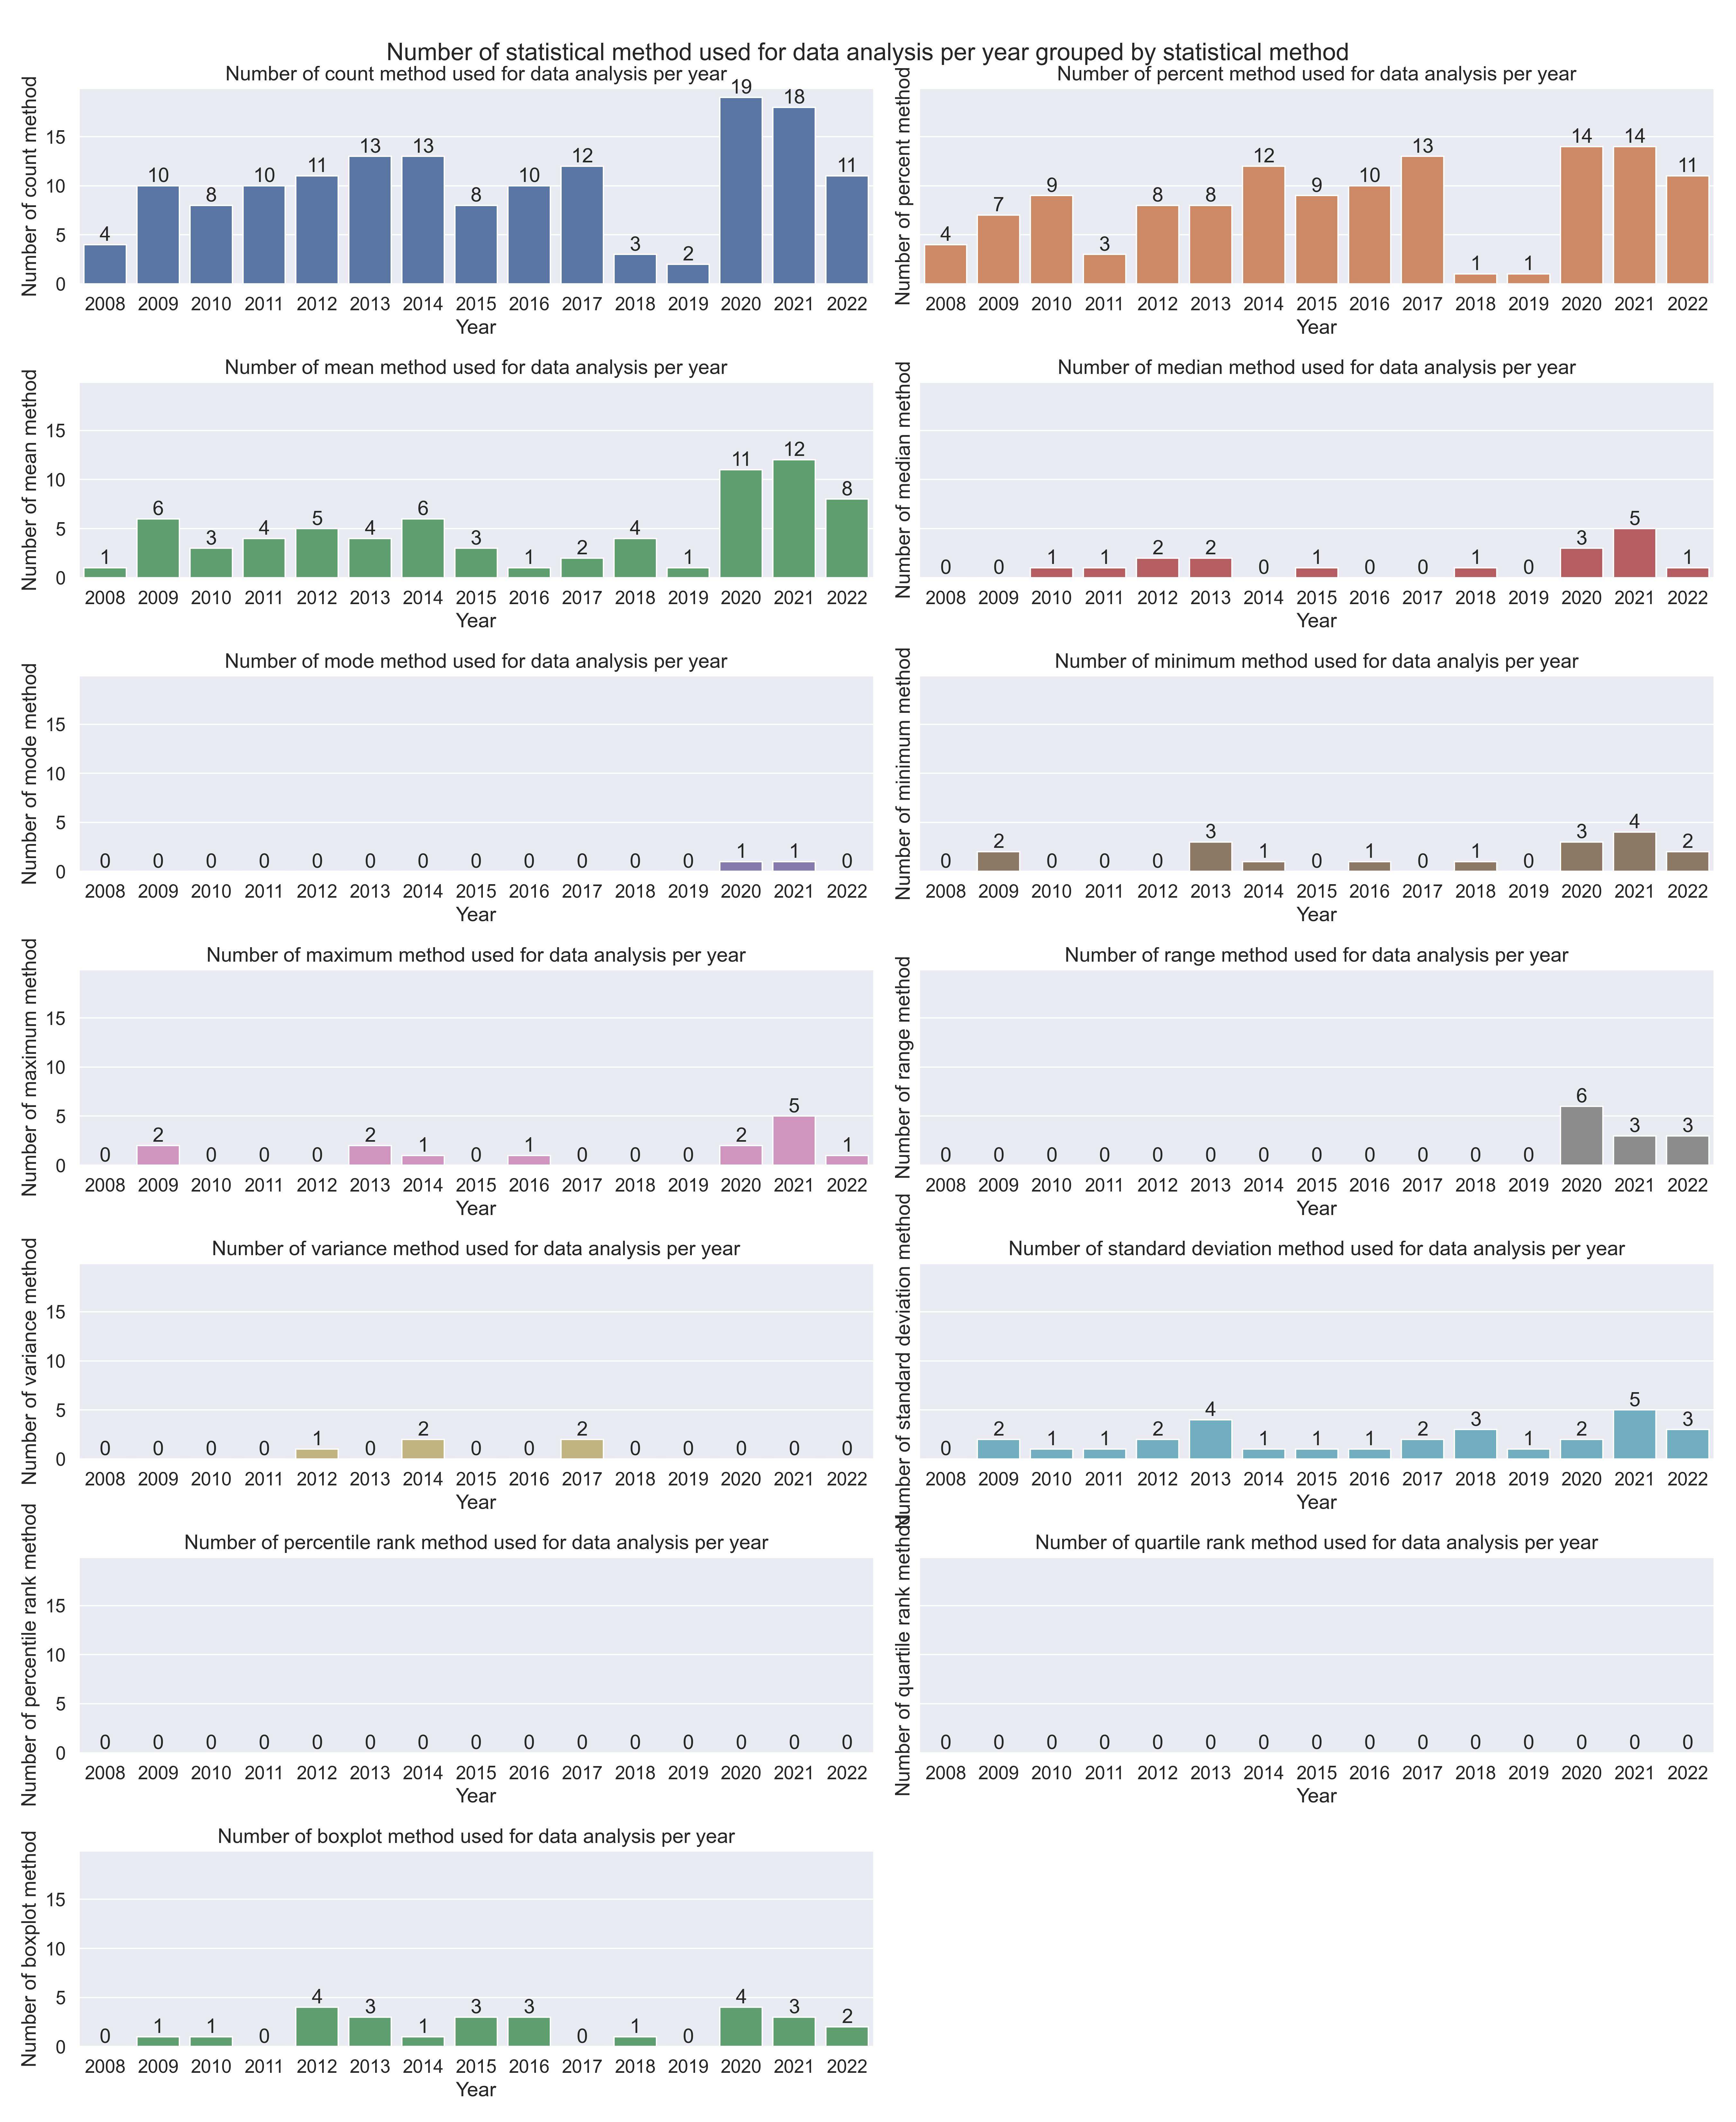 Number of statistical method used for data analysis per year grouped by statistical method
Number of count method used for data analysis per year
Number of count method
15
10
5
0
4 10 8 10 11 13 13 8 10 12 3 2 19 18 11
2008 2009 2010 2011 2012 2013 2014 2015 2016 2017 2018 2019 2020 2021 2022
Year
Number of percent method used for data analysis per year
Number of percent method
4 7 9 3 8 8 12 9 10 13 1 1 14 14 11
2008 2009 2010 2011 2012 2013 2014 2015 2016 2017 2018 2019 2020 2021 2022
Year
Number of mean method used for data analysis per year
Number of mean method
15
10
5
0
1 6 3 4 5 4 6 3 1 2 4 1 11 12 8
2008 2009 2010 2011 2012 2013 2014 2015 2016 2017 2018 2019 2020 2021 2022
Year
Number of median method used for data analysis per year
Number of median method
0 0 1 1 2 2 0 1 0 0 1 0 3 5 1
2008 2009 2010 2011 2012 2013 2014 2015 2016 2017 2018 2019 2020 2021 2022
Year
Number of mode method used for data analysis per year
Number of mode method
15
10
5
0
0 0 0 0 0 0 0 0 0 0 0 0 1 1 0
2008 2009 2010 2011 2012 2013 2014 2015 2016 2017 2018 2019 2020 2021 2022
Year
Number of minimum method used for data analyis per year
Number of minimum method
0 2 0 0 0 3 1 0 1 0 1 0 3 4 2
2008 2009 2010 2011 2012 2013 2014 2015 2016 2017 2018 2019 2020 2021 2022
Year
Number of maximum method used for data analysis per year
Number of maximum method
15
10
5
0
0 2 0 0 0 2 1 0 1 0 0 0 2 5 1
2008 2009 2010 2011 2012 2013 2014 2015 2016 2017 2018 2019 2020 2021 2022
Year
Number of range method used for data analysis per year
Number of range method
0 0 0 0 0 0 0 0 0 0 0 0 6 3 3
2008 2009 2010 2011 2012 2013 2014 2015 2016 2017 2018 2019 2020 2021 2022
Year
Number of variance method used for data analysis per year
Number of variance method
15
10
5
0
0 0 0 0 1 0 2 0 0 2 0 0 0 0 0
2008 2009 2010 2011 2012 2013 2014 2015 2016 2017 2018 2019 2020 2021 2022
Year
Number of standard deviation method used for data analysis per year
Number of standard deviation method
0 2 1 1 2 4 1 1 1 2 3 1 2 5 3
2008 2009 2010 2011 2012 2013 2014 2015 2016 2017 2018 2019 2020 2021 2022
Year
Number of percentile rank method used for data analysis per year
Number of percentile rank method
15
10
5
0
0 0 0 0 0 0 0 0 0 0 0 0 0 0 0
2008 2009 2010 2011 2012 2013 2014 2015 2016 2017 2018 2019 2020 2021 2022
Year
Number of quartile rank method used for data analysis per year
Number of quartile rank method
0 0 0 0 0 0 0 0 0 0 0 0 0 0 0
2008 2009 2010 2011 2012 2013 2014 2015 2016 2017 2018 2019 2020 2021 2022
Year
Number of boxplot method used for data analysis per year
Number of boxplot method
15
10
5
0
0 1 1 0 4 3 1 3 3 0 1 0 4 3 2
2008 2009 2010 2011 2012 2013 2014 2015 2016 2017 2018 2019 2020 2021 2022
Year